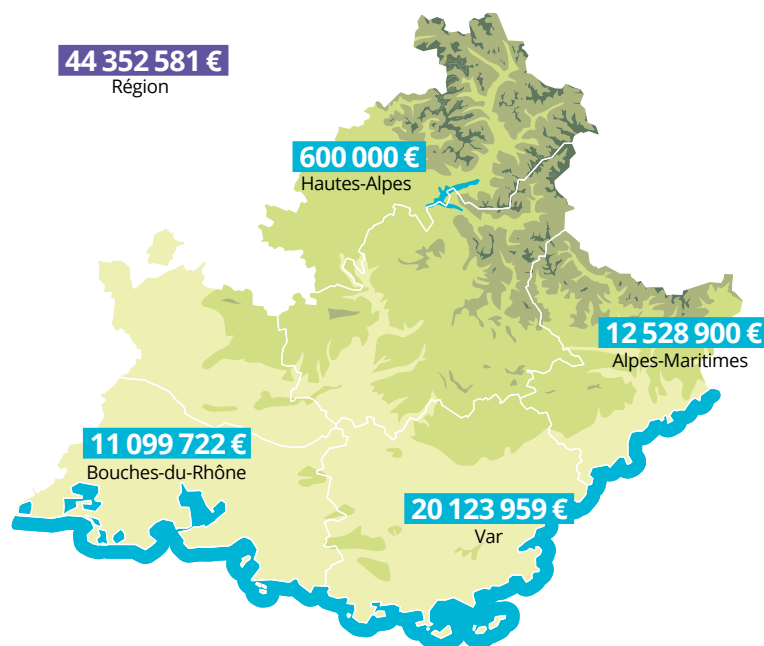 44 352 581 €
Région
600 000 €
Hautes-Alpes
12 528 900 €
Alpes-Maritimes
11 099 722 €
Bouches-du-Rhône
20 123 959 €
Var